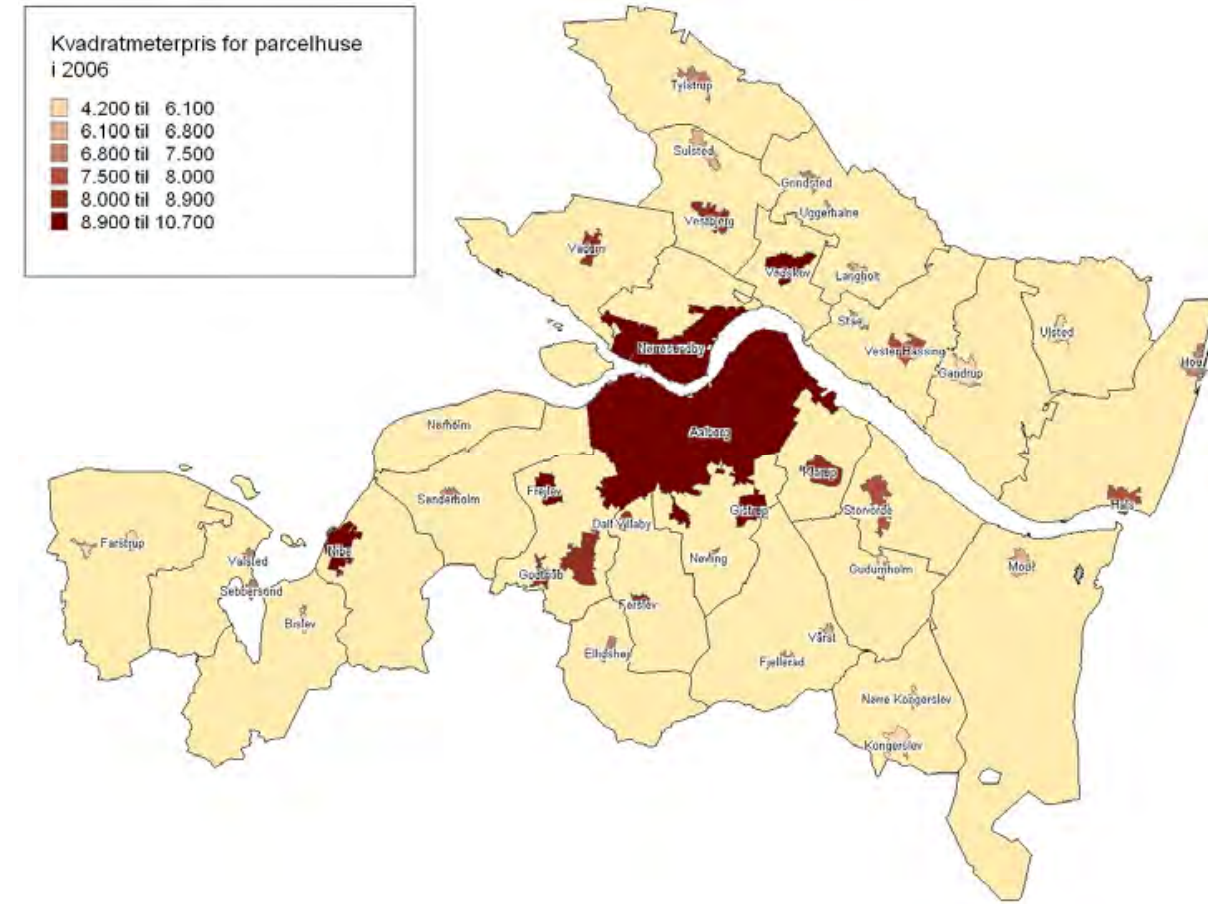 Kvadratmeterpris for parcelhuse
i 2006
4.200 til 6.100
6.100 til 6.800
6.800 til 7.500
7.500 til 8.000
8.000 til 8.900
8.900 til 10.700
Tylstrup
Sulsted
Grindsted
Uggerhalne
Vestbjerg
Vadum
Vodskov
Langholt
Stae
Ulsted
Vester Hassing
Gandrup
Hou
Nørresundby
Nørholm
Aalborg
Klarup
Frejlev
Sønderholm
Gistrup
Storvorde
Hals
Dall Villaby
Farstrup
Nibe
Valsted
Nøvling
Godthåb
Gudumholm
Mou
Sebbersund
Bislev
Ferslev
Vårst
Ellidshøj
Fjellerad
Nørre Kongerslev
Kongerslev